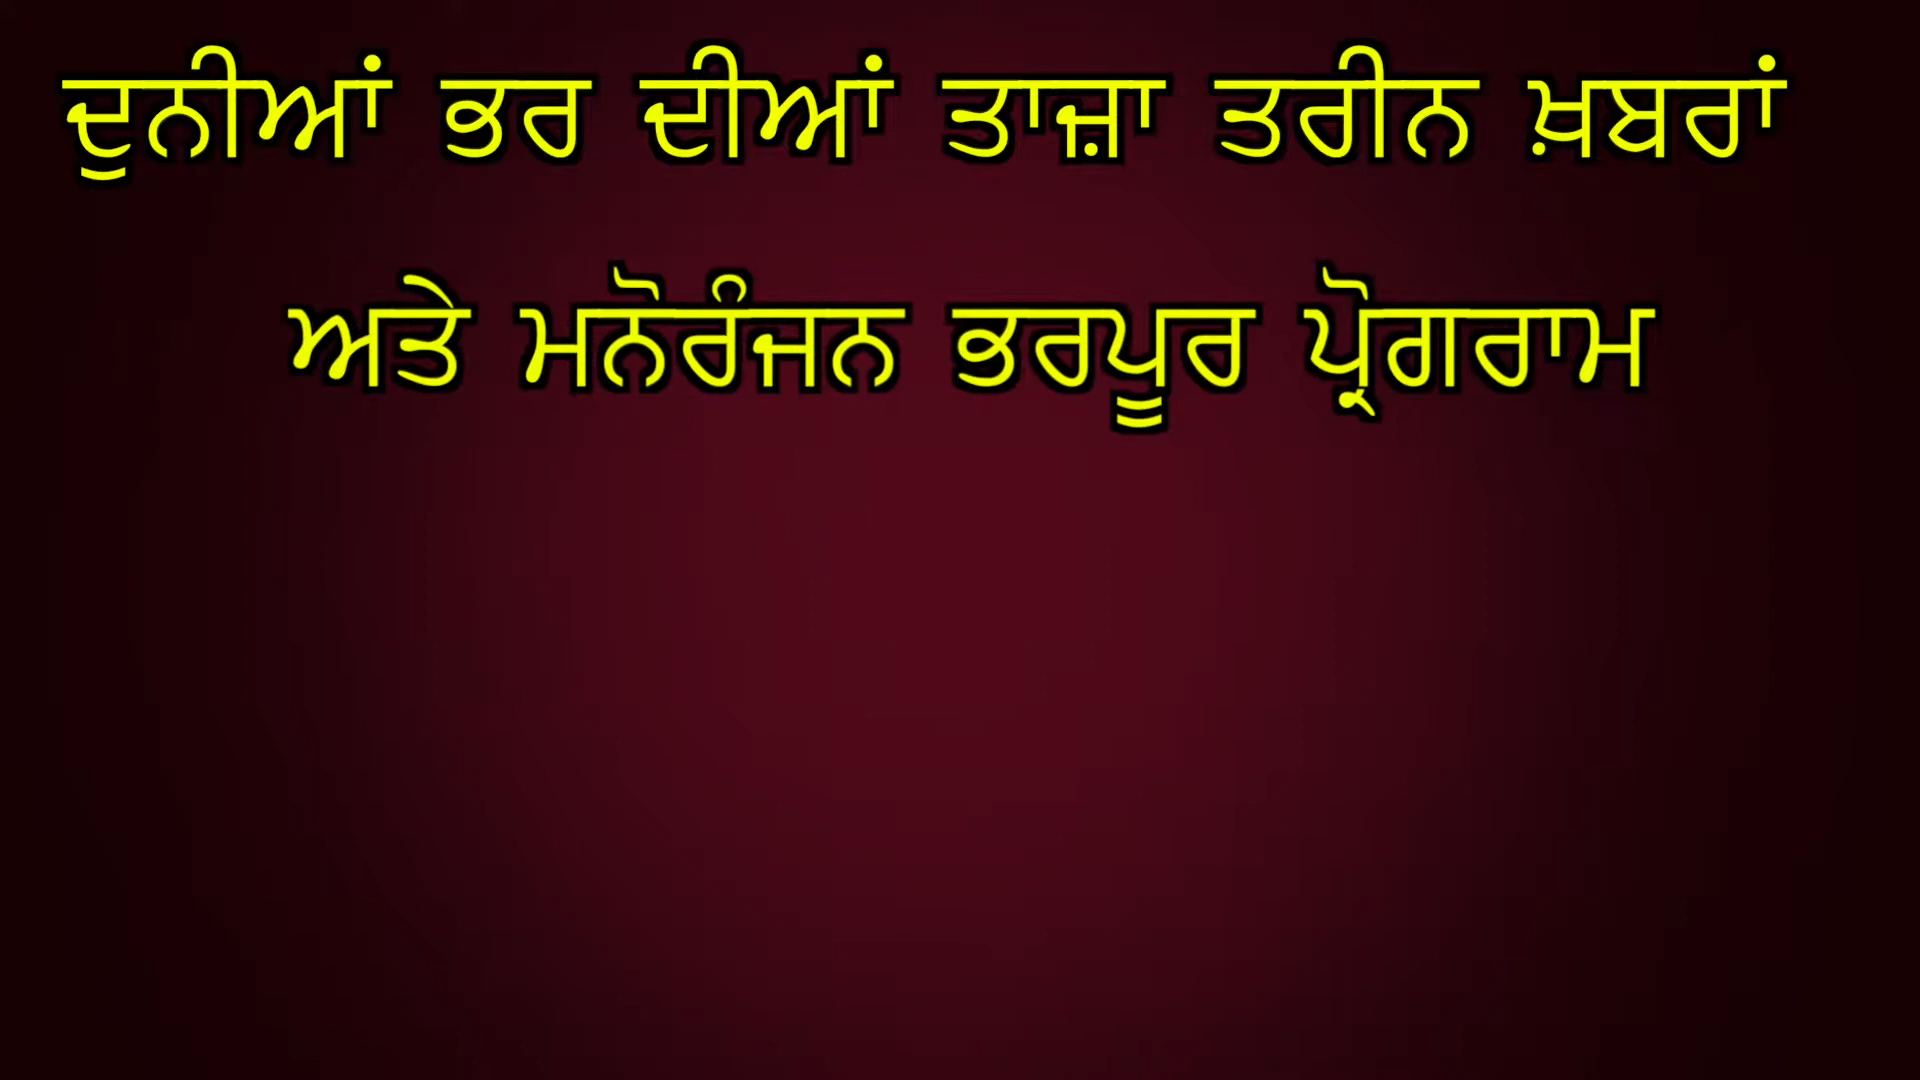 ਦੁਨੀਆਂ ਭਰ ਦੀਆਂ ਤਾਜ਼ਾ ਤਰੀਨ ਖ਼ਬਰਾਂ
ਅਤੇ ਮਨੋਰੰਜਨ ਭਰਪੂਰ ਪ੍ਰੋਗਰਾਮ